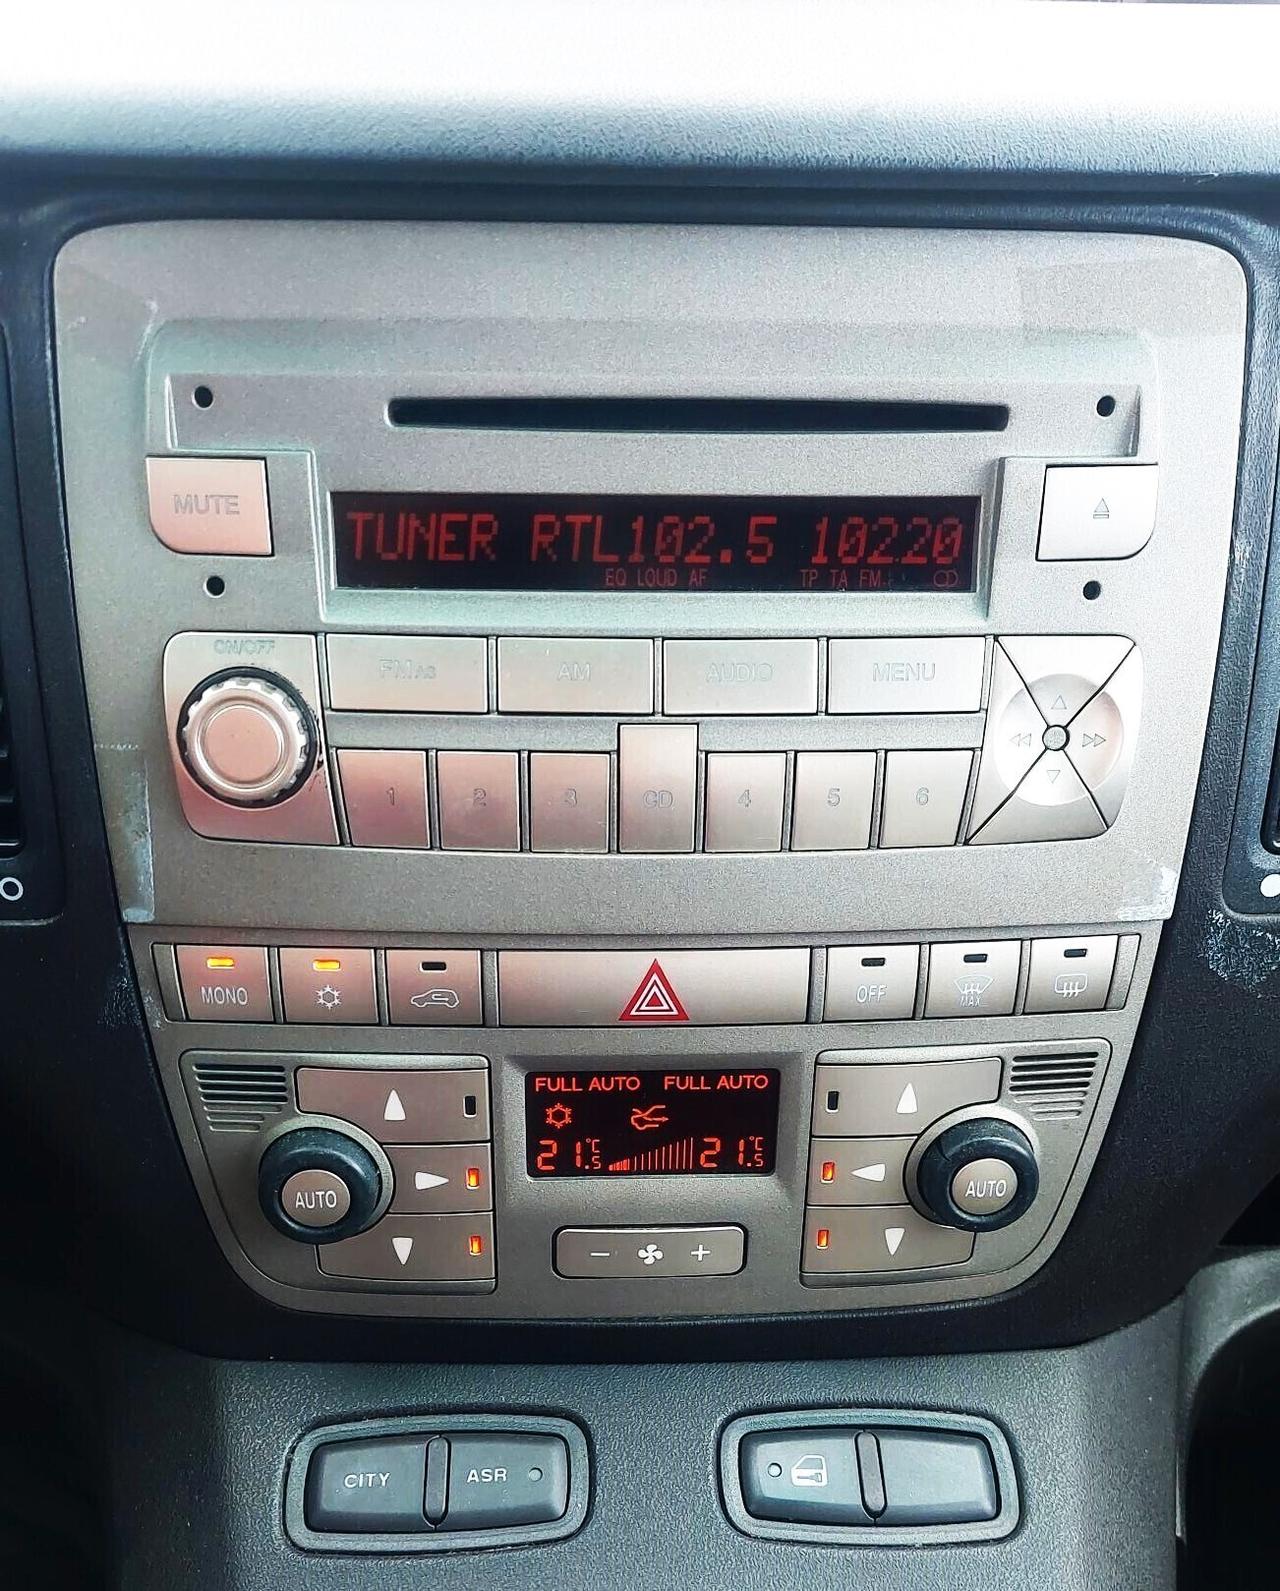 MUTE
TUNER RTL102.5 10220
EQ LOUD AF TP TA FM
ON/OFF
FMAS AM AUDIO MENU
1 2 3 CD 4 5 6
MONO OFF MAX
FULL AUTO FULL AUTO
21.5°C 21.5°C
AUTO AUTO
- +
CITY ASR